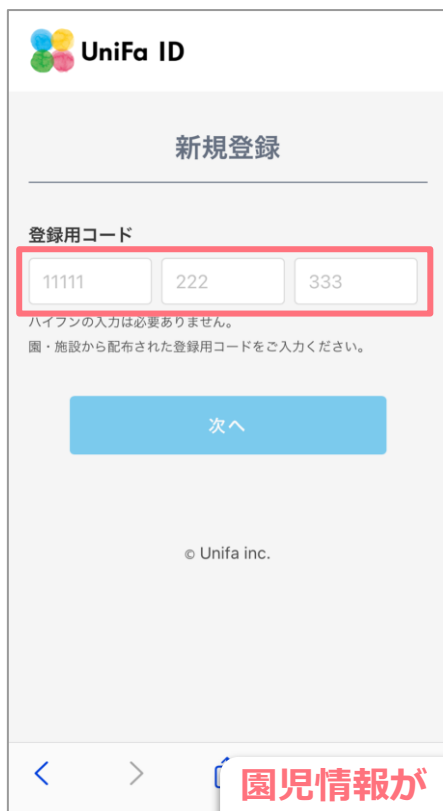 UniFa ID
新規登録
登録用コード
11111 222 333
ハイフンの入力は必要ありません。
園・施設から配布された登録用コードをご入力ください。
次へ
© Unifa inc.
園児情報が